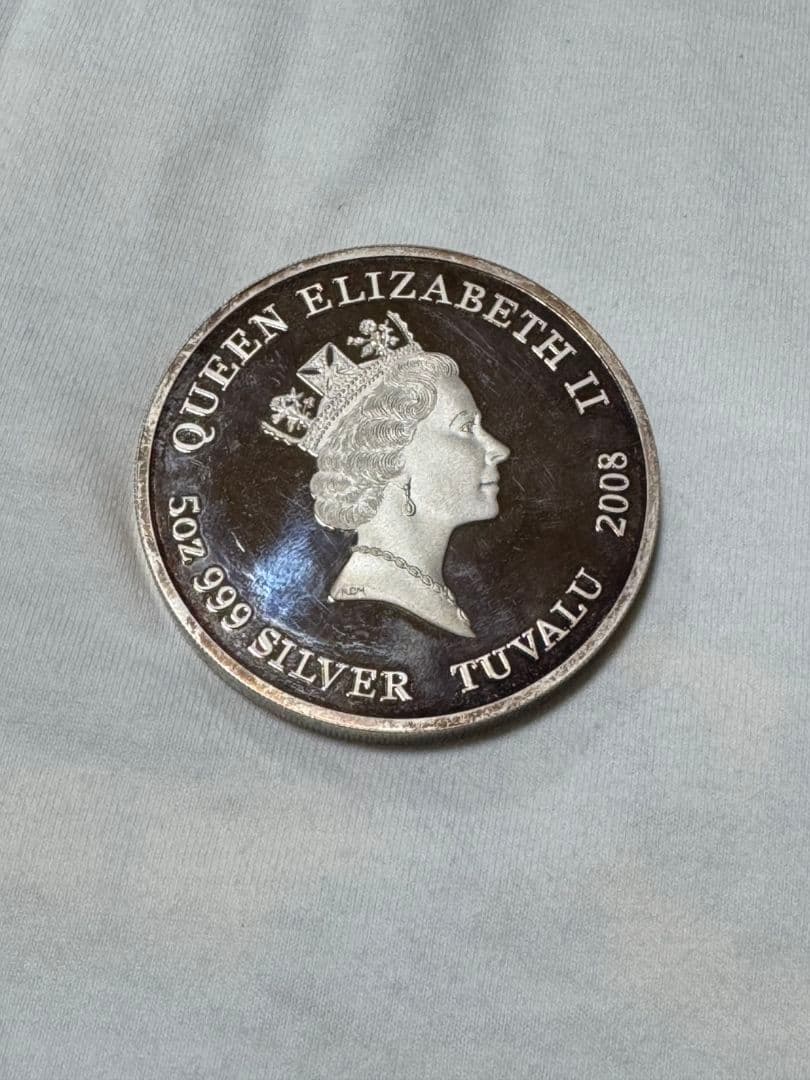 QUEEN ELIZABETH II
2008
TUVALU
5oz 999 SILVER